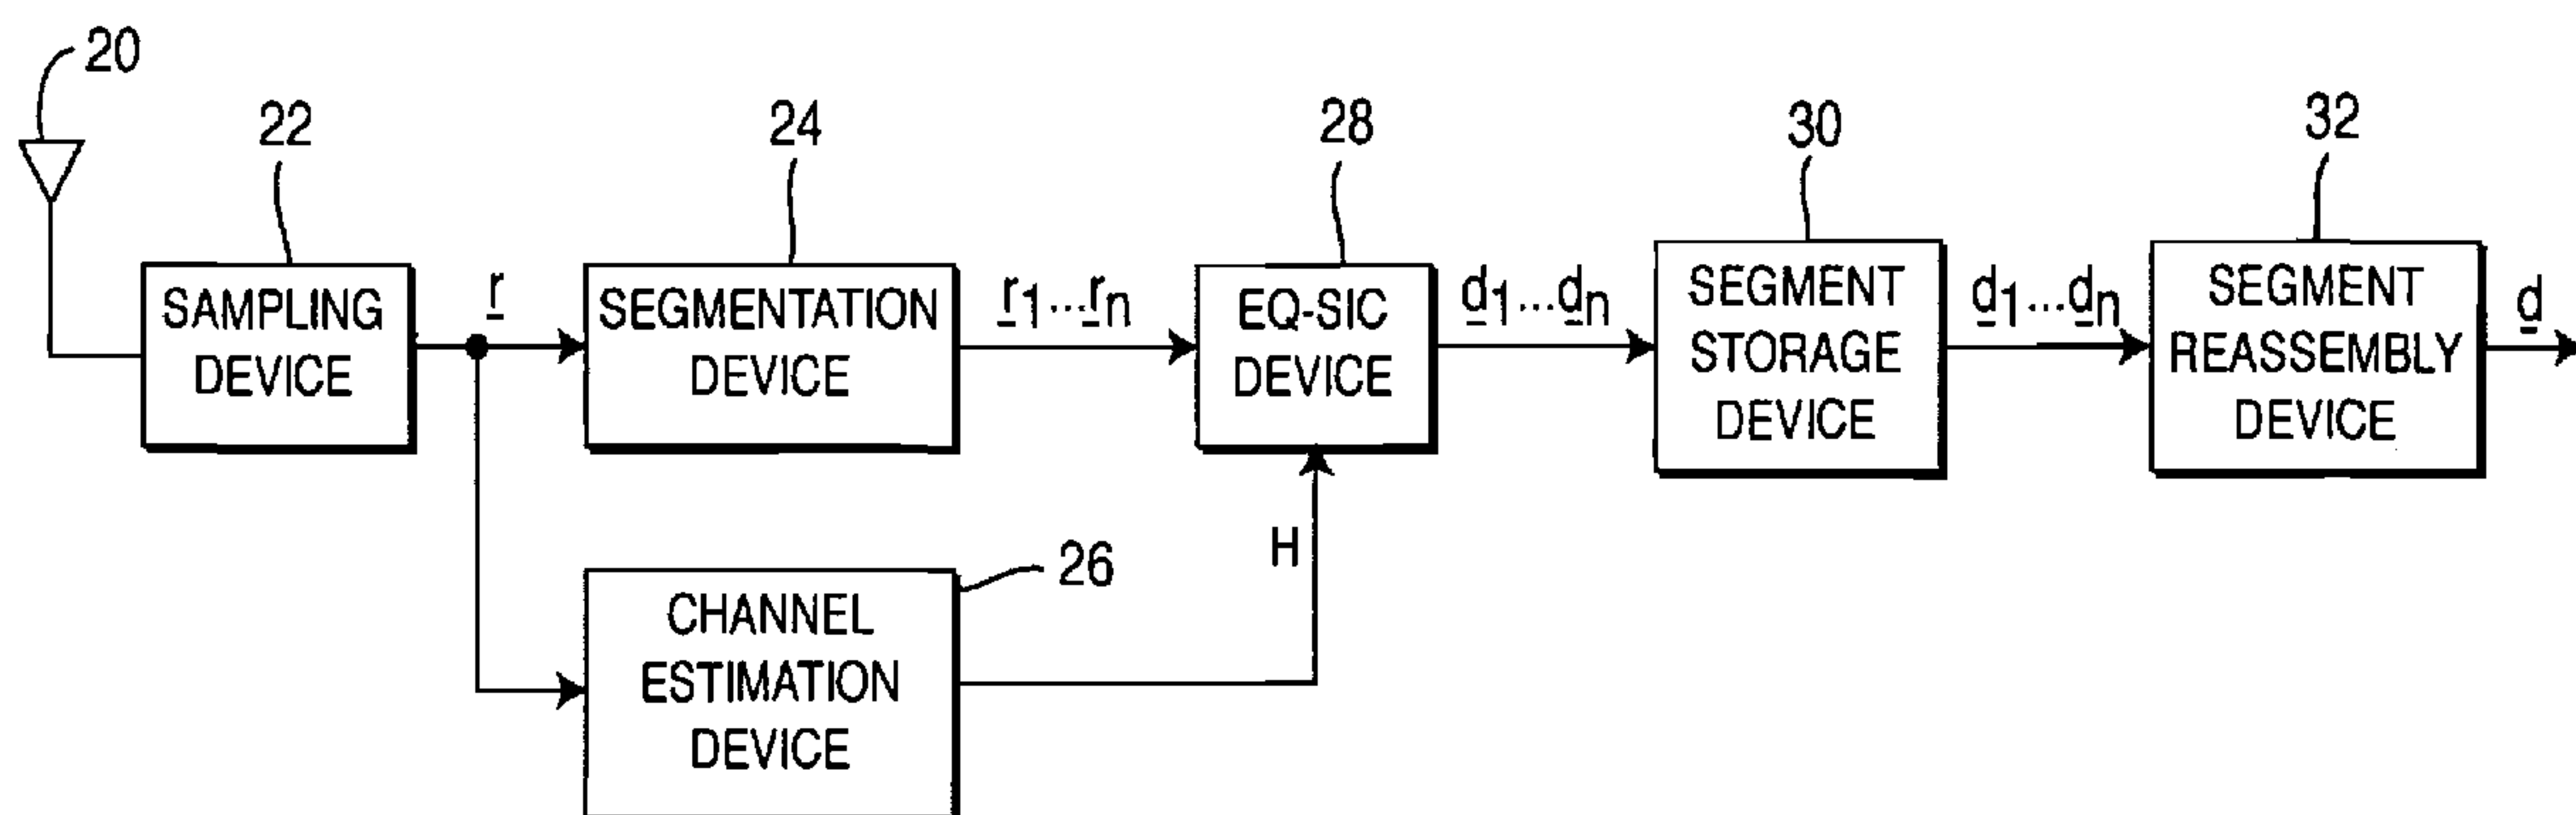 20
22
24
28
30
32
SAMPLING
DEVICE
r
SEGMENTATION
DEVICE
r1...rn
EQ-SIC
DEVICE
d1...dn
SEGMENT
STORAGE
DEVICE
d1...dn
SEGMENT
REASSEMBLY
DEVICE
d
H
26
CHANNEL
ESTIMATION
DEVICE